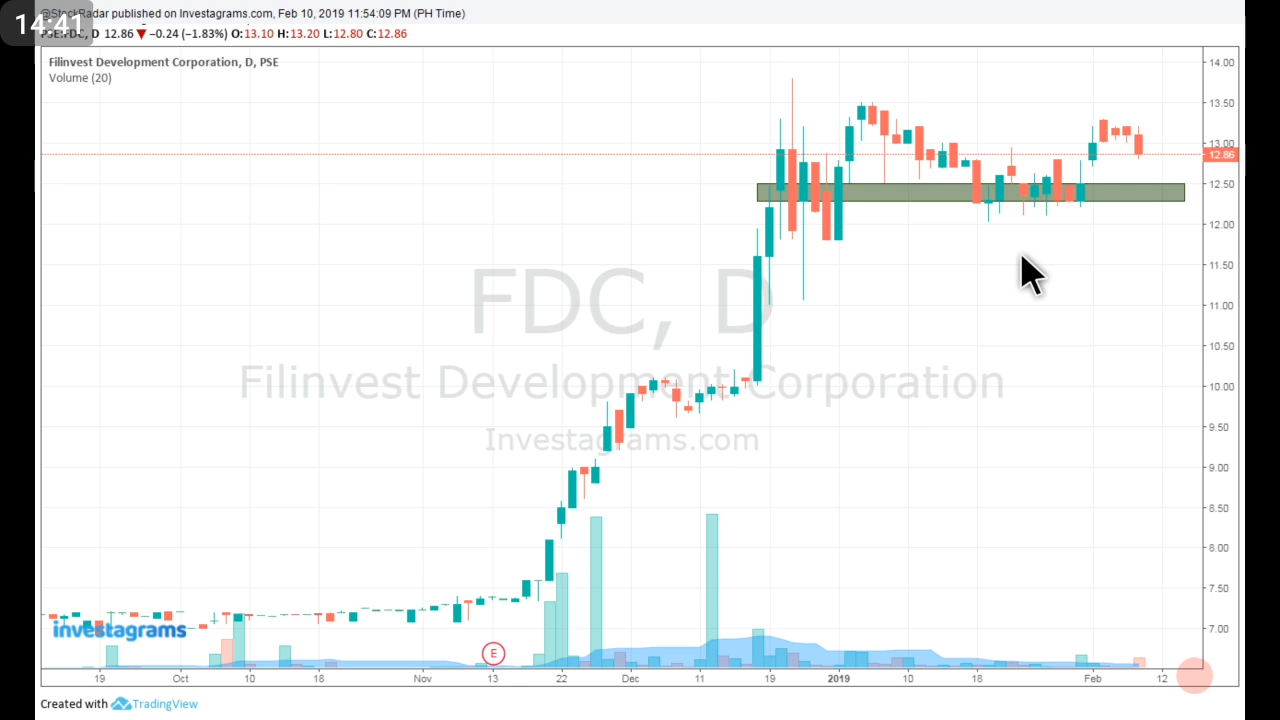 @StockRadar published on Investagrams.com, Feb 10, 2019 11:54:09 PM (PH Time)
14:41
PSE:FDC, D 12.86 ▼ −0.24 (−1.83%) O:13.10 H:13.20 L:12.80 C:12.86
Filinvest Development Corporation, D, PSE
Volume (20)
14.00
13.50
13.00
12.86
12.50
12.00
11.50
11.00
10.50
10.00
9.50
9.00
8.50
8.00
7.50
7.00
FDC, D
Filinvest Development Corporation
Investagrams.com
investagrams
E
19 Oct 10 18 Nov 13 22 Dec 11 19 2019 10 18 Feb 12
Created with TradingView